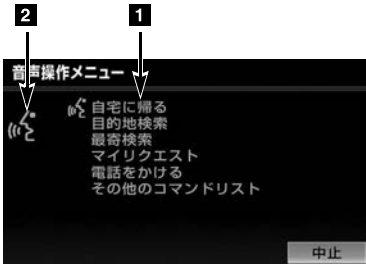 2 1
音声操作メニュー
自宅に帰る
目的地検索
最寄検索
マイリクエスト
電話をかける
その他のコマンドリスト
中止